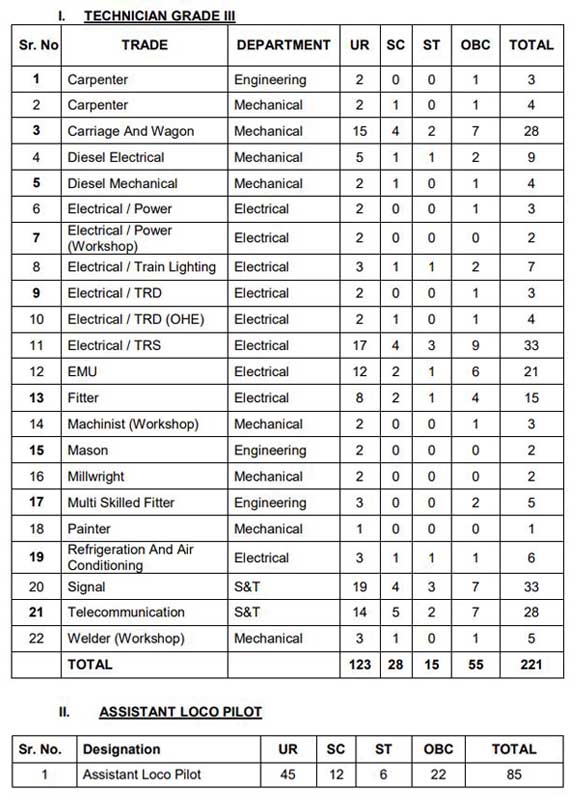 I. TECHNICIAN GRADE III
Sr. No TRADE DEPARTMENT UR SC ST OBC TOTAL
1 Carpenter Engineering 2 0 0 1 3
2 Carpenter Mechanical 2 1 0 1 4
3 Carriage And Wagon Mechanical 15 4 2 7 28
4 Diesel Electrical Mechanical 5 1 1 2 9
5 Diesel Mechanical Mechanical 2 1 0 1 4
6 Electrical / Power Electrical 2 0 0 1 3
7 Electrical / Power
(Workshop) Electrical 2 0 0 0 2
8 Electrical / Train Lighting Electrical 3 1 1 2 7
9 Electrical / TRD Electrical 2 0 0 1 3
10 Electrical / TRD (OHE) Electrical 2 1 0 1 4
11 Electrical / TRS Electrical 17 4 3 9 33
12 EMU Electrical 12 2 1 6 21
13 Fitter Electrical 8 2 1 4 15
14 Machinist (Workshop) Mechanical 2 0 0 1 3
15 Mason Engineering 2 0 0 0 2
16 Millwright Mechanical 2 0 0 0 2
17 Multi Skilled Fitter Engineering 3 0 0 2 5
18 Painter Mechanical 1 0 0 0 1
19 Refrigeration And Air
Conditioning Electrical 3 1 1 1 6
20 Signal S&T 19 4 3 7 33
21 Telecommunication S&T 14 5 2 7 28
22 Welder (Workshop) Mechanical 3 1 0 1 5
TOTAL 123 28 15 55 221
II. ASSISTANT LOCO PILOT
Sr. No. Designation UR SC ST OBC TOTAL
1 Assistant Loco Pilot 45 12 6 22 85